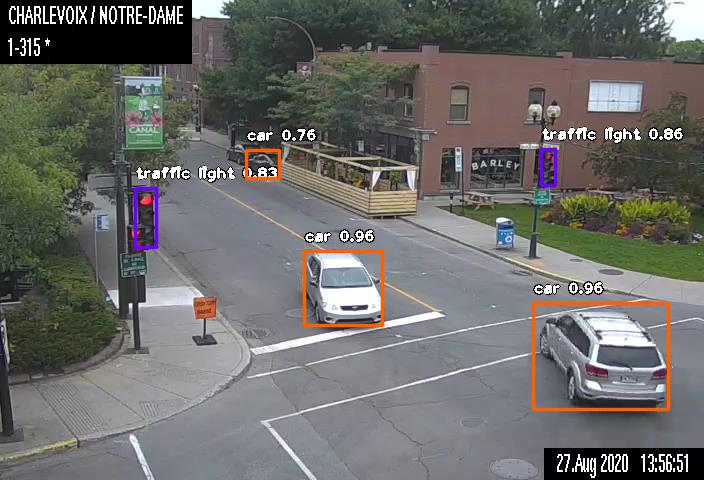 CHARLEVOIX / NOTRE-DAME
1-315 *
car 0.76
traffic light 0.86
traffic light 0.83
CANAL
BARLEY
car 0.96
car 0.96
27.Aug 2020 13:56:51